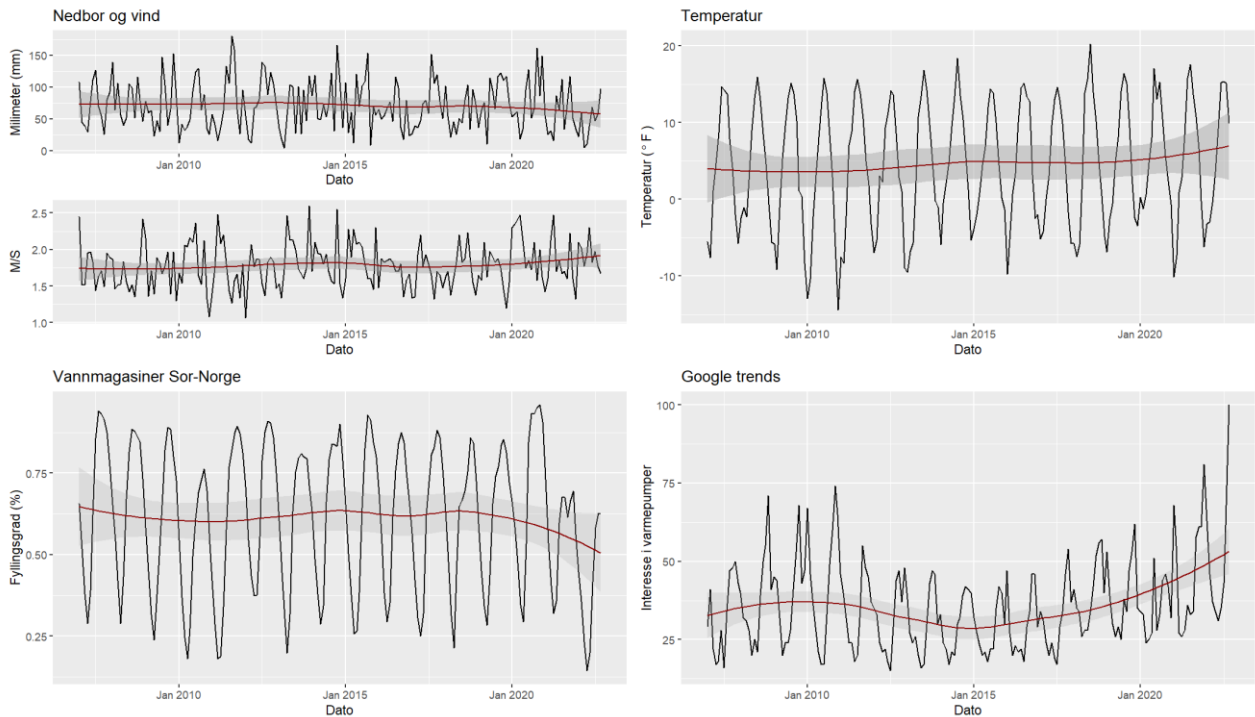 Nedbor og vind
Milimeter (mm)
150
100
50
0
Jan 2010
Jan 2015
Jan 2020
Dato
M/S
2.5
2.0
1.5
1.0
Jan 2010
Jan 2015
Jan 2020
Dato
Temperatur
Temperatur (°F)
20
10
0
-10
Jan 2010
Jan 2015
Jan 2020
Dato
Vannmagasiner Sor-Norge
Fyllingsgrad (%)
0.75
0.50
0.25
Jan 2010
Jan 2015
Jan 2020
Dato
Google trends
Interesse i varmepumper
100
75
50
25
Jan 2010
Jan 2015
Jan 2020
Dato